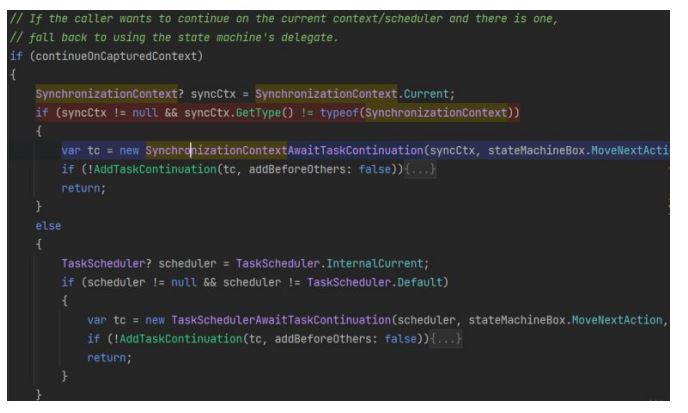 // If the caller wants to continue on the current context/scheduler and there is one,
// fall back to using the state machine's delegate.
if (continueOnCapturedContext)
{
    SynchronizationContext? syncCtx = SynchronizationContext.Current;
    if (syncCtx != null && syncCtx.GetType() != typeof(SynchronizationContext))
    {
        var tc = new SynchronizationContextAwaitTaskContinuation(syncCtx, stateMachineBox.MoveNextActi
        if (!AddTaskContinuation(tc, addBeforeOthers: false)){...}
        return;
    }
    else
    {
        TaskScheduler? scheduler = TaskScheduler.InternalCurrent;
        if (scheduler != null && scheduler != TaskScheduler.Default)
        {
            var tc = new TaskSchedulerAwaitTaskContinuation(scheduler, stateMachineBox.MoveNextAction,
            if (!AddTaskContinuation(tc, addBeforeOthers: false)){...}
            return;
        }
    }